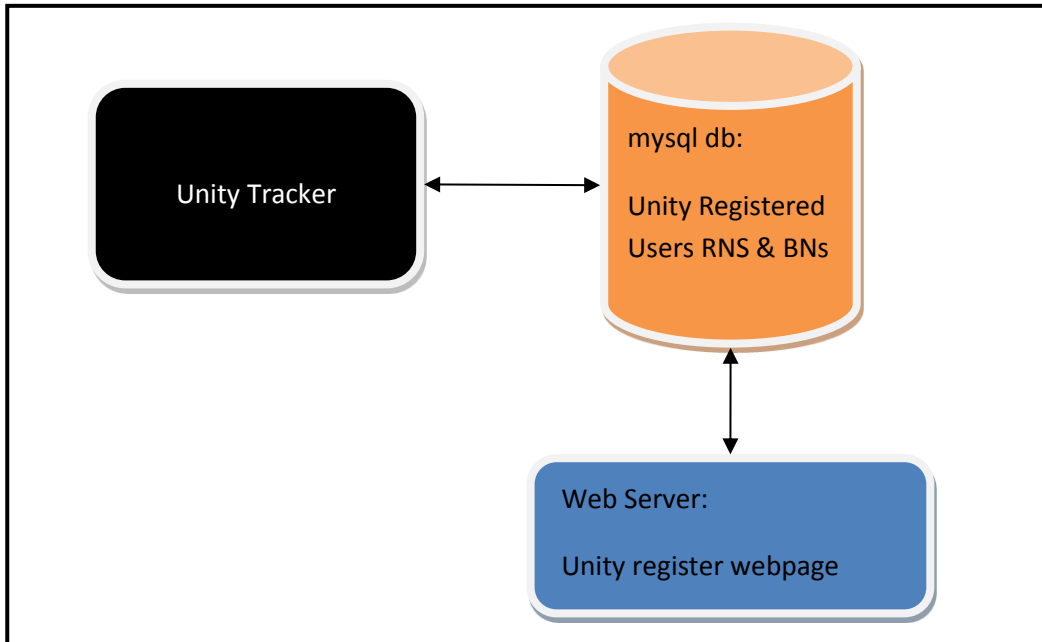 Unity Tracker
mysql db:
Unity Registered
Users RNS & BNs
Web Server:
Unity register webpage